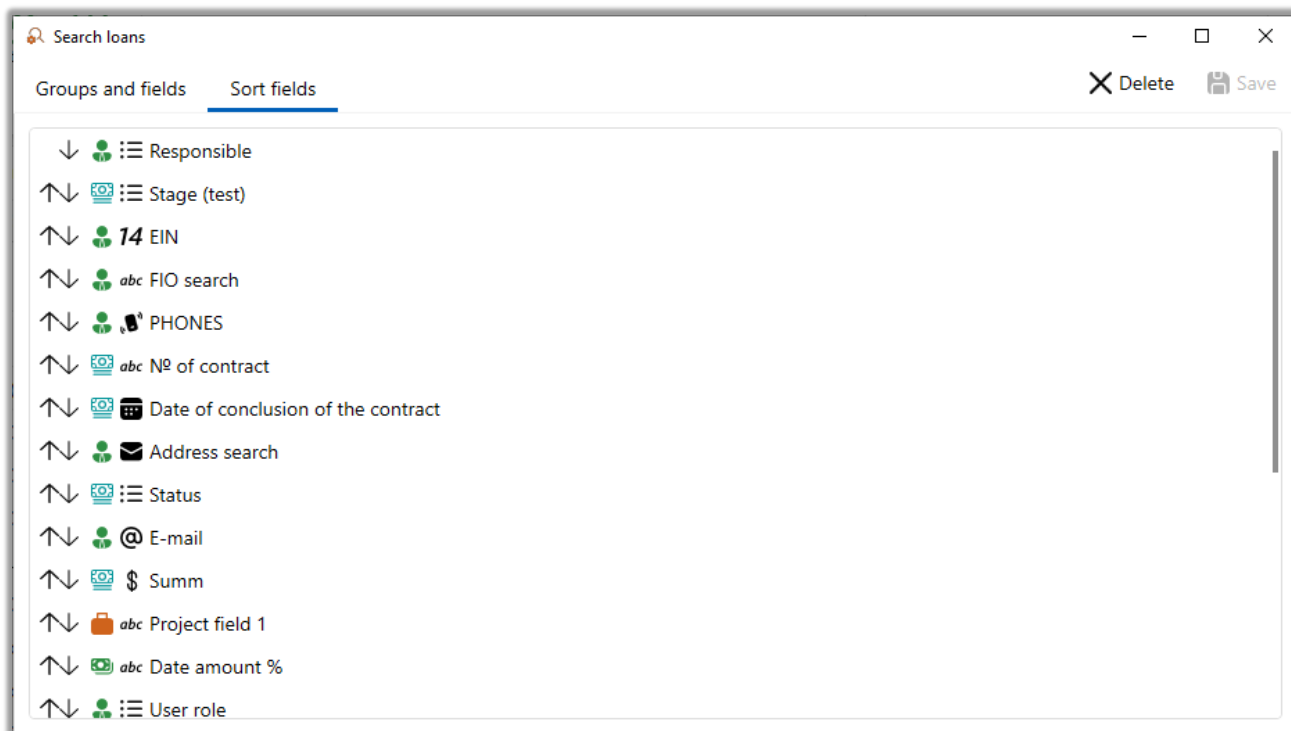 Search loans
Groups and fields Sort fields Delete Save
Responsible
Stage (test)
14 EIN
abc FIO search
PHONES
abc № of contract
Date of conclusion of the contract
Address search
Status
@ E-mail
$ Summ
abc Project field 1
abc Date amount %
User role